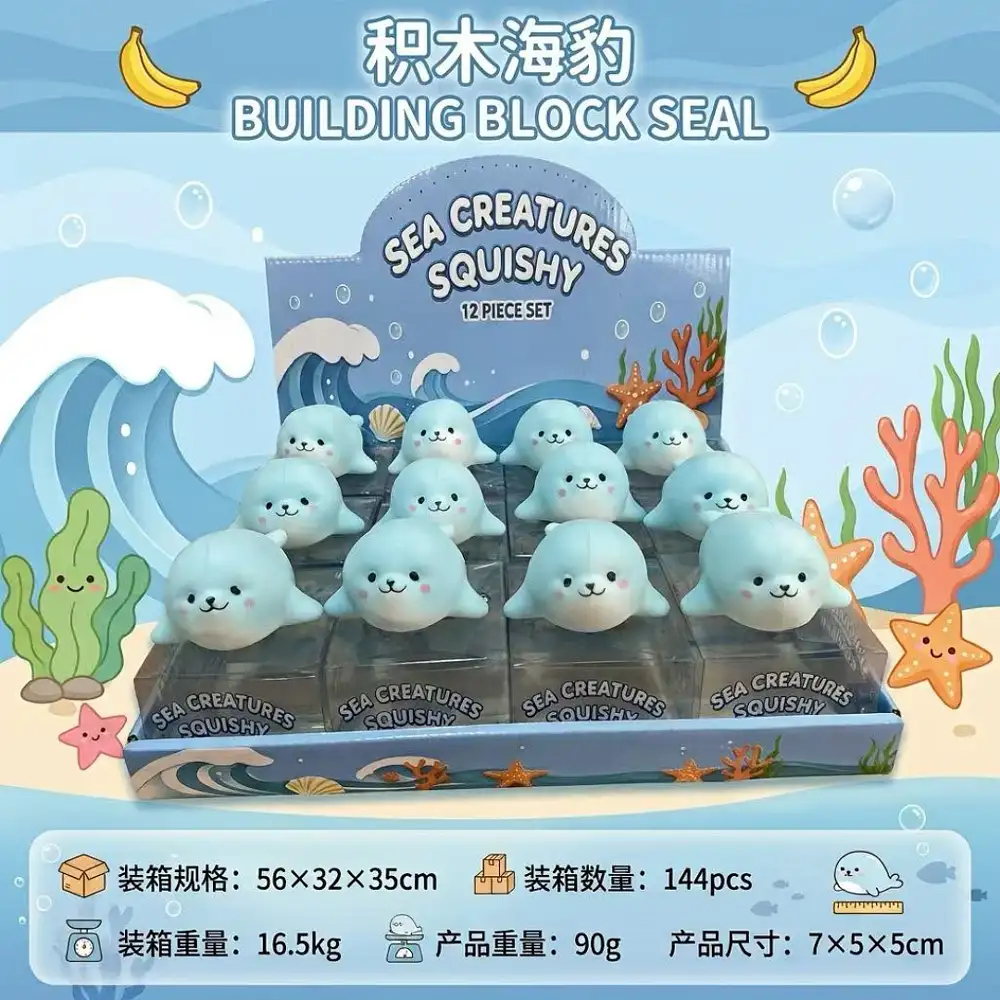 积木海豹
BUILDING BLOCK SEAL
SEA CREATURES
SQUISHY
12 PIECE SET
SEA CREATURES
SQUISHY
SEA CREATURES
SQUISHY
SEA CREATURES
SQUISHY
SEA CREATURES
SQUISHY
装箱规格：56×32×35cm
装箱数量：144pcs
装箱重量：16.5kg
产品重量：90g
产品尺寸：7×5×5cm